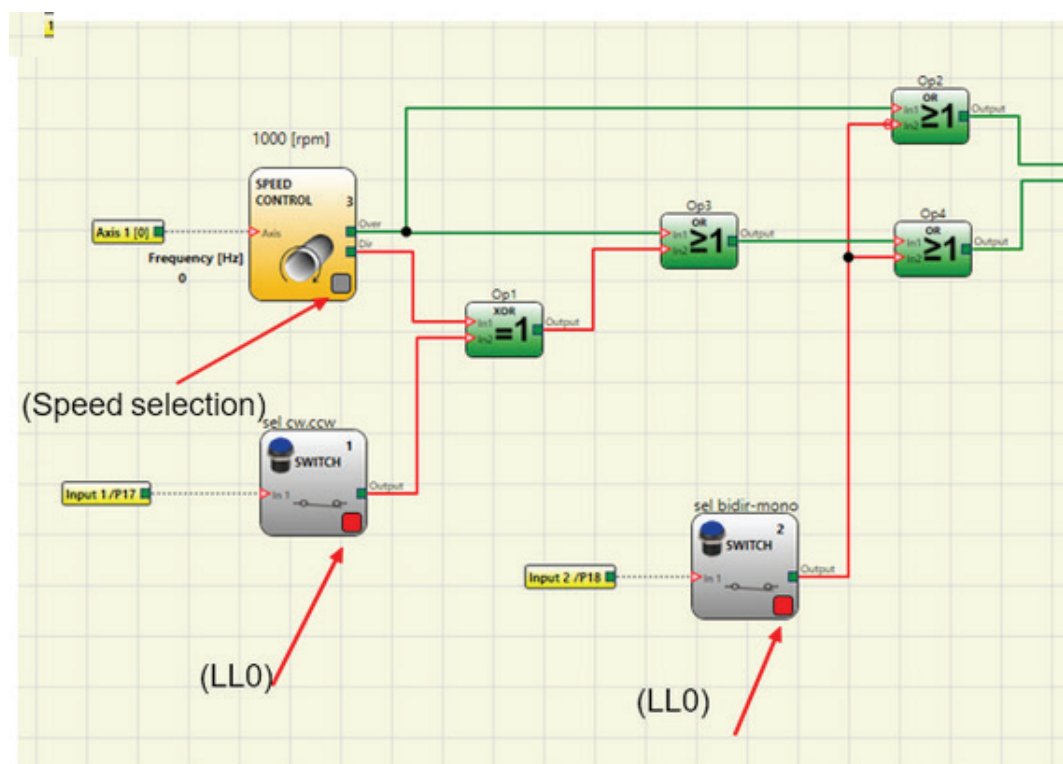 1
Op2
OR
In1
Output
In2
≥1
1000 [rpm]
SPEED
CONTROL
3
Over
Axis 1 [0]
Axis
Dir
Frequency [Hz]
0
Op3
OR
In1
Output
In2
≥1
Op4
OR
In1
Output
In2
≥1
Op1
XOR
In1
Output
In2
=1
(Speed selection)
sel cw.ccw
1
SWITCH
Output
Input 1 /P17
In 1
sel bidir-mono
2
SWITCH
Output
Input 2 /P18
In 1
(LL0)
(LL0)